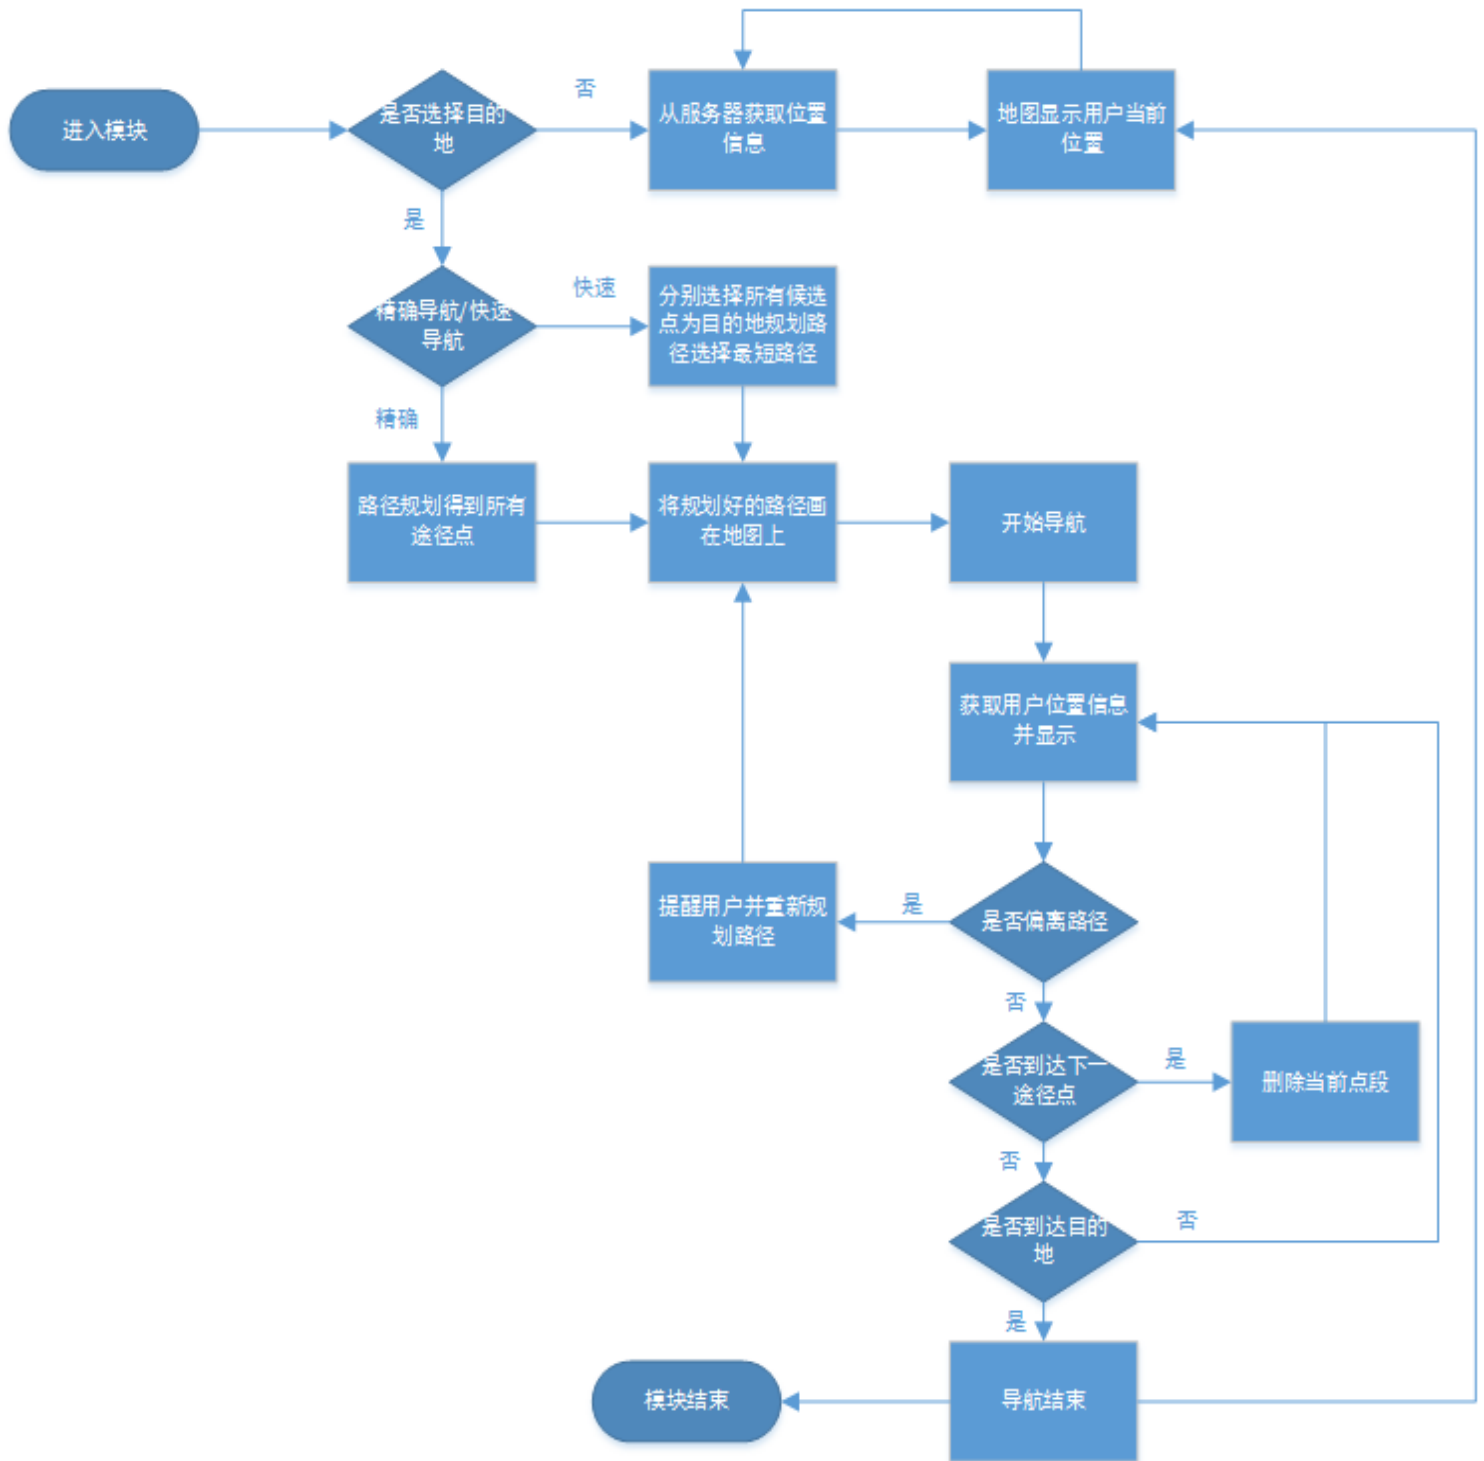 进入模块
是否选择目的
地
否
从服务器获取位置
信息
地图显示用户当前
位置
是
精确导航/快速
导航
快速
分别选择所有候选
点为目的地规划路
径选择最短路径
精确
路径规划得到所有
途径点
将规划好的路径画
在地图上
开始导航
获取用户位置信息
并显示
是否偏离路径
是
提醒用户并重新规
划路径
否
是否到达下一
途径点
是
删除当前点段
否
是否到达目的
地
否
是
导航结束
模块结束